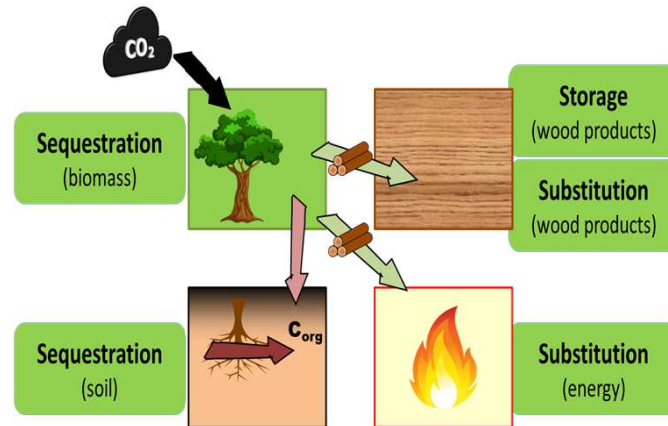 CO₂
Sequestration
(biomass)
Storage
(wood products)
Substitution
(wood products)
Sequestration
(soil)
Corg
Substitution
(energy)